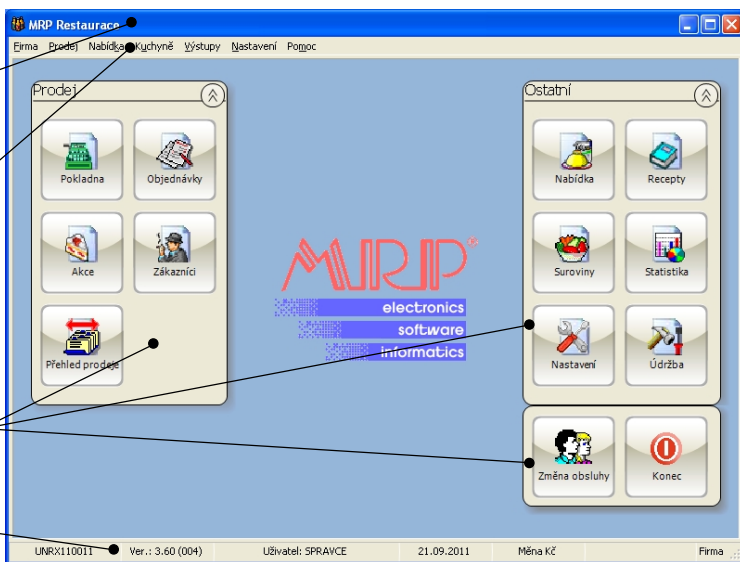 MRP Restaurace
Firma Prodej Nabídka Kuchyně Výstupy Nastavení Pomoc
Prodej
Pokladna
Objednávky
Akce
Zákazníci
Přehled prodeje
MRP®
electronics
software
informatics
Ostatní
Nabídka
Recepty
Suroviny
Statistika
Nastavení
Údržba
Změna obsluhy
Konec
UNRX110011 Ver.: 3.60 (004) Uživatel: SPRAVCE 21.09.2011 Měna Kč Firma